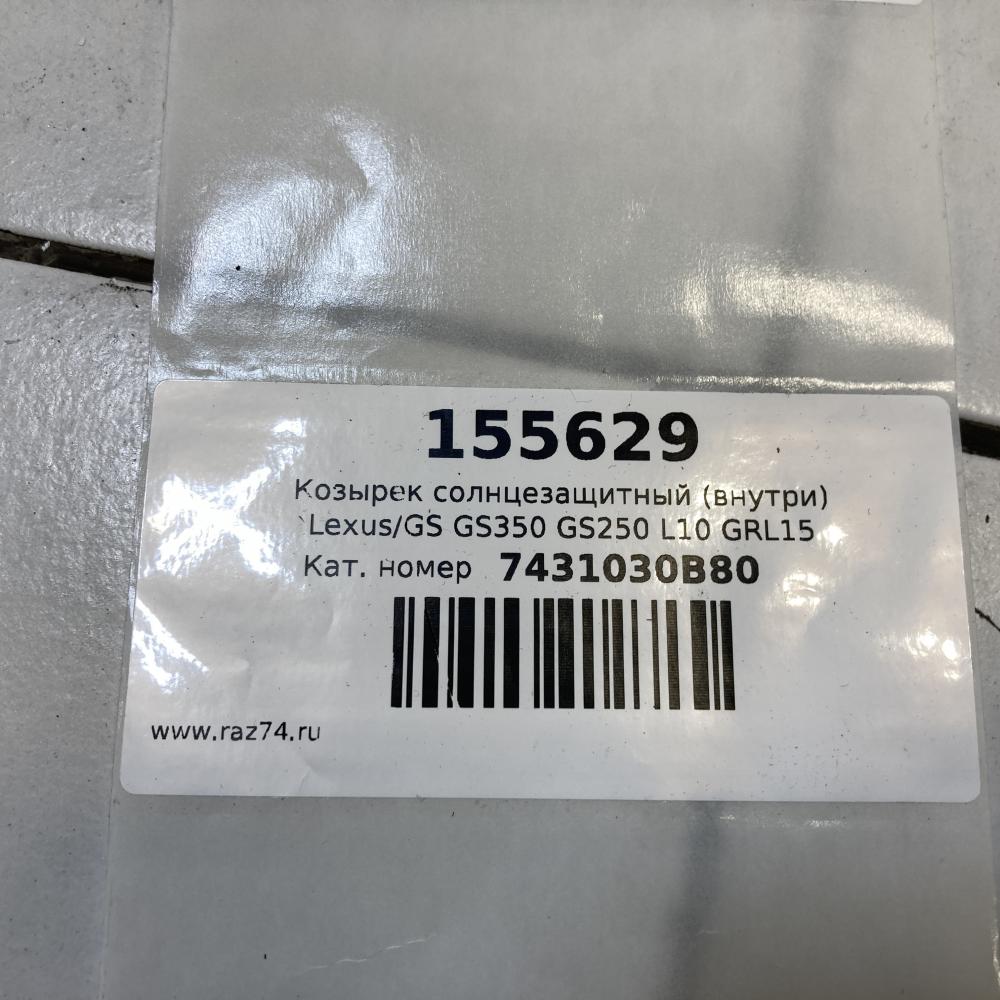 155629
Козырек солнцезащитный (внутри)
Lexus/GS GS350 GS250 L10 GRL15
Кат. номер 7431030B80
www.raz74.ru